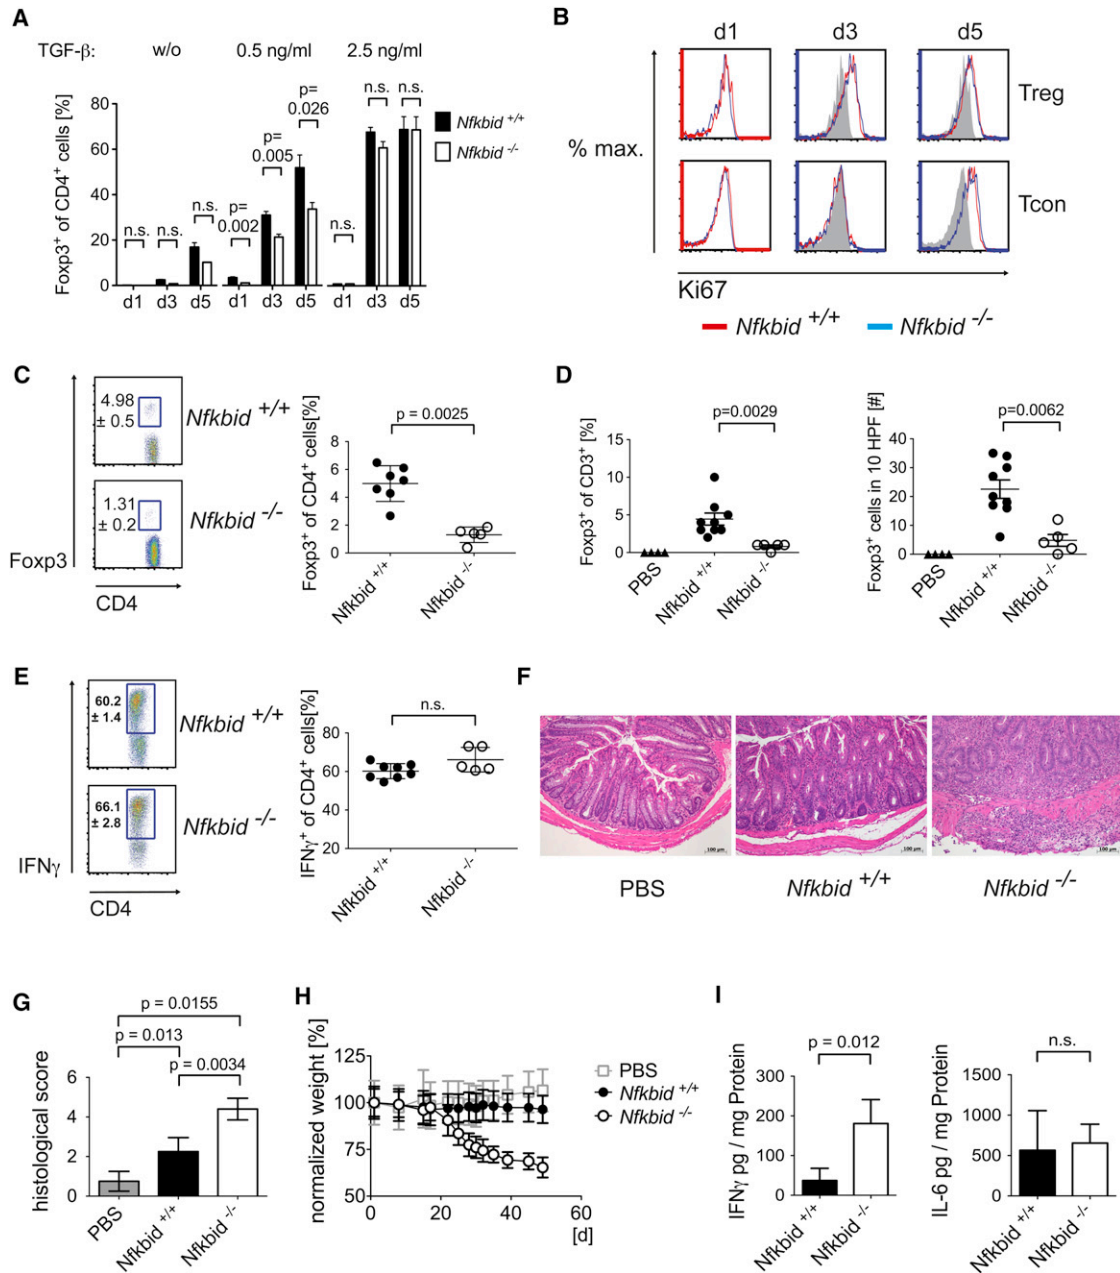 A
TGF-β: w/o 0.5 ng/ml 2.5 ng/ml
Foxp3+ of CD4+ cells [%]
80
60
40
20
0
n.s. n.s. n.s.
p=
0.002
p=
0.005
p=
0.026
n.s. n.s. n.s.
d1 d3 d5 d1 d3 d5 d1 d3 d5
Nfkbid +/+
Nfkbid -/-
B
d1 d3 d5
Treg
Tcon
% max.
Ki67
Nfkbid +/+ Nfkbid -/-
C
4.98
± 0.5
Nfkbid +/+
1.31
± 0.2
Nfkbid -/-
Foxp3
CD4
p = 0.0025
Foxp3+ of CD4+ cells[%]
8
6
4
2
0
Nfkbid +/+
Nfkbid -/-
D
p=0.0029
Foxp3+ of CD3+ [%]
15
10
5
0
PBS
Nfkbid +/+
Nfkbid -/-
p=0.0062
Foxp3+ cells in 10 HPF [#]
40
30
20
10
0
PBS
Nfkbid +/+
Nfkbid -/-
E
60.2
± 1.4
Nfkbid +/+
66.1
± 2.8
Nfkbid -/-
IFNγ
CD4
n.s.
IFNγ+ of CD4+ cells[%]
80
60
40
20
Nfkbid +/+
Nfkbid -/-
F
100 µm 100 µm 100 µm
PBS Nfkbid +/+ Nfkbid -/-
G
p = 0.0155
p = 0.013
p = 0.0034
histological score
6
4
2
0
PBS
Nfkbid +/+
Nfkbid -/-
H
normalized weight [%]
125
100
75
50
0 20 40 60
[d]
PBS
Nfkbid +/+
Nfkbid -/-
I
p = 0.012
IFNγ pg / mg Protein
300
200
100
0
Nfkbid +/+
Nfkbid -/-
n.s.
IL-6 pg / mg Protein
1500
1000
500
0
Nfkbid +/+
Nfkbid -/-